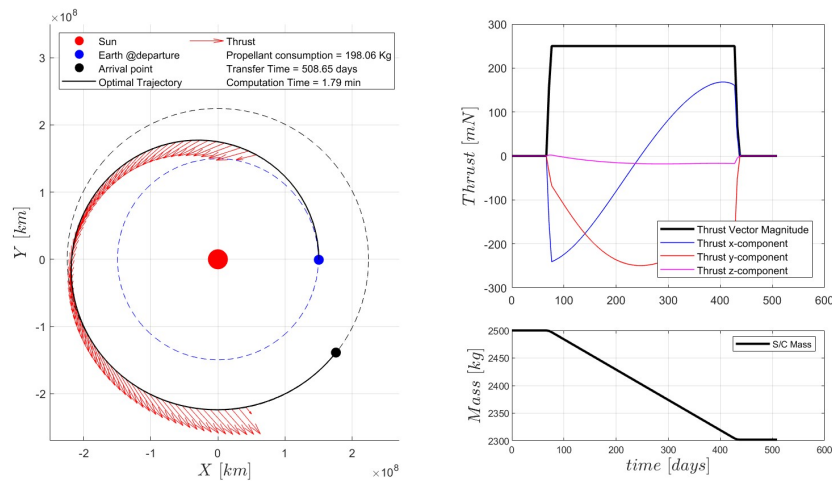 ×10⁸
Sun
Earth @departure
Arrival point
Optimal Trajectory
Thrust
Propellant consumption = 198.06 Kg
Transfer Time = 508.65 days
Computation Time = 1.79 min
3
2
1
0
-1
-2
Y [km]
-2
-1
0
1
2
X [km]
×10⁸
300
200
100
0
-100
-200
-300
Thrust [mN]
Thrust Vector Magnitude
Thrust x-component
Thrust y-component
Thrust z-component
0
100
200
300
400
500
600
2500
2450
2400
2350
2300
Mass [kg]
S/C Mass
0
100
200
300
400
500
600
time [days]